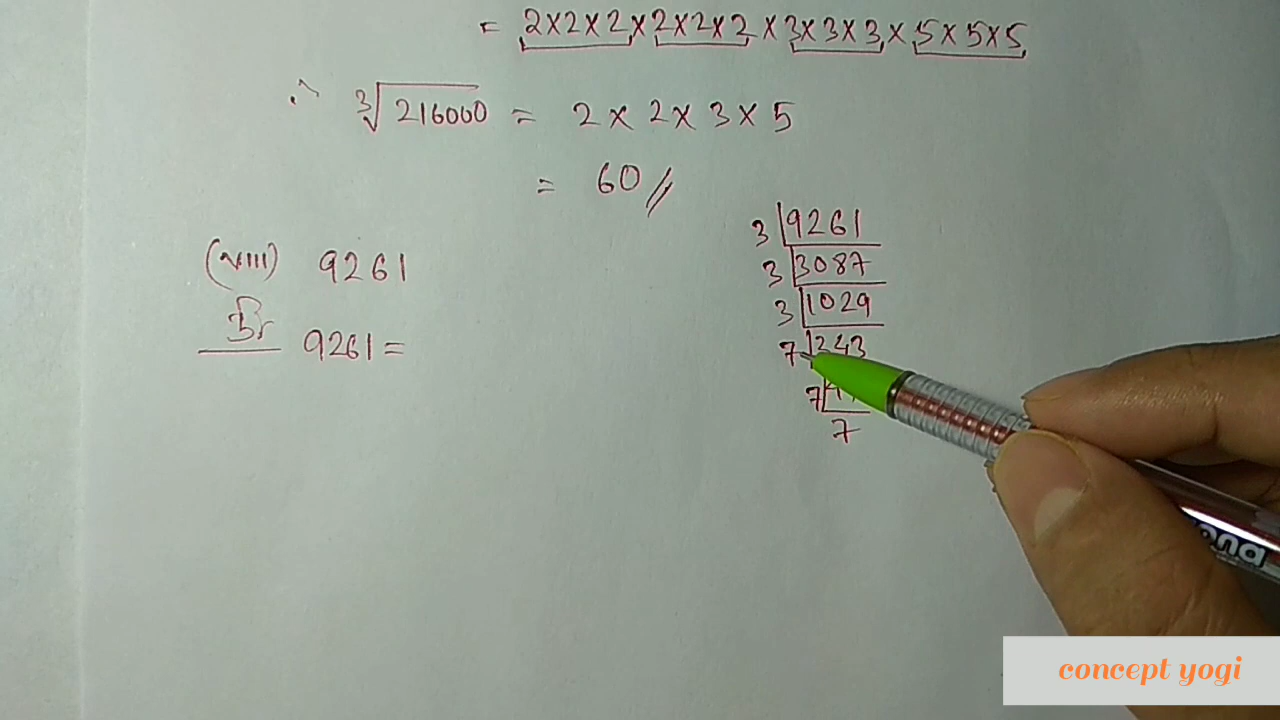 = 2×2×2×2×2×2×3×3×3×5×5×5
∴ ∛216000 = 2 × 2 × 3 × 5
= 60 //
(VIII) 9261
9261 =
3 | 9261
3 | 3087
3 | 1029
7 | 343
7
7
concept yogi